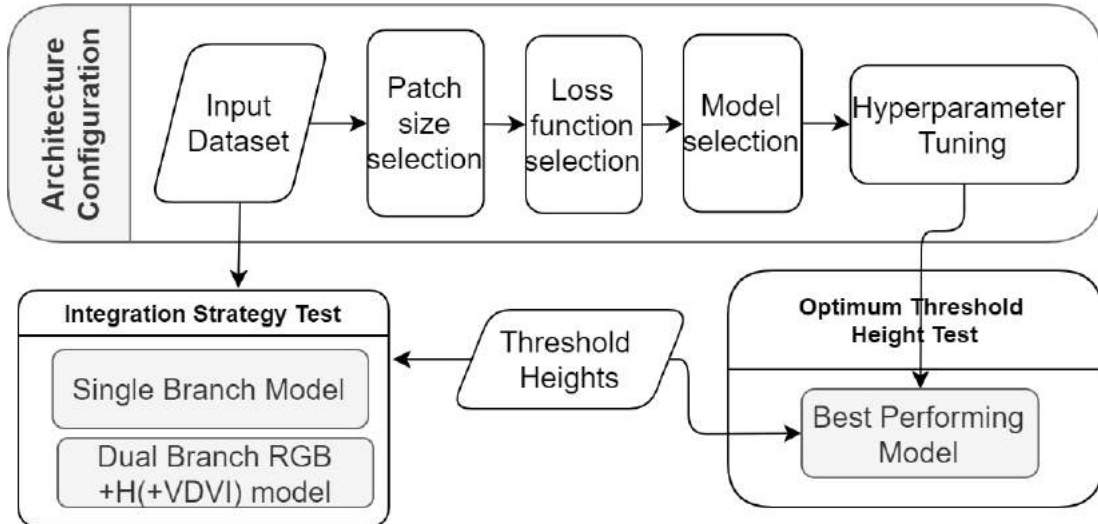 Architecture
Configuration
Input
Dataset
Patch
size
selection
Loss
function
selection
Model
selection
Hyperparameter
Tuning
Integration Strategy Test
Single Branch Model
Dual Branch RGB
+H(+VDVI) model
Threshold
Heights
Optimum Threshold
Height Test
Best Performing
Model